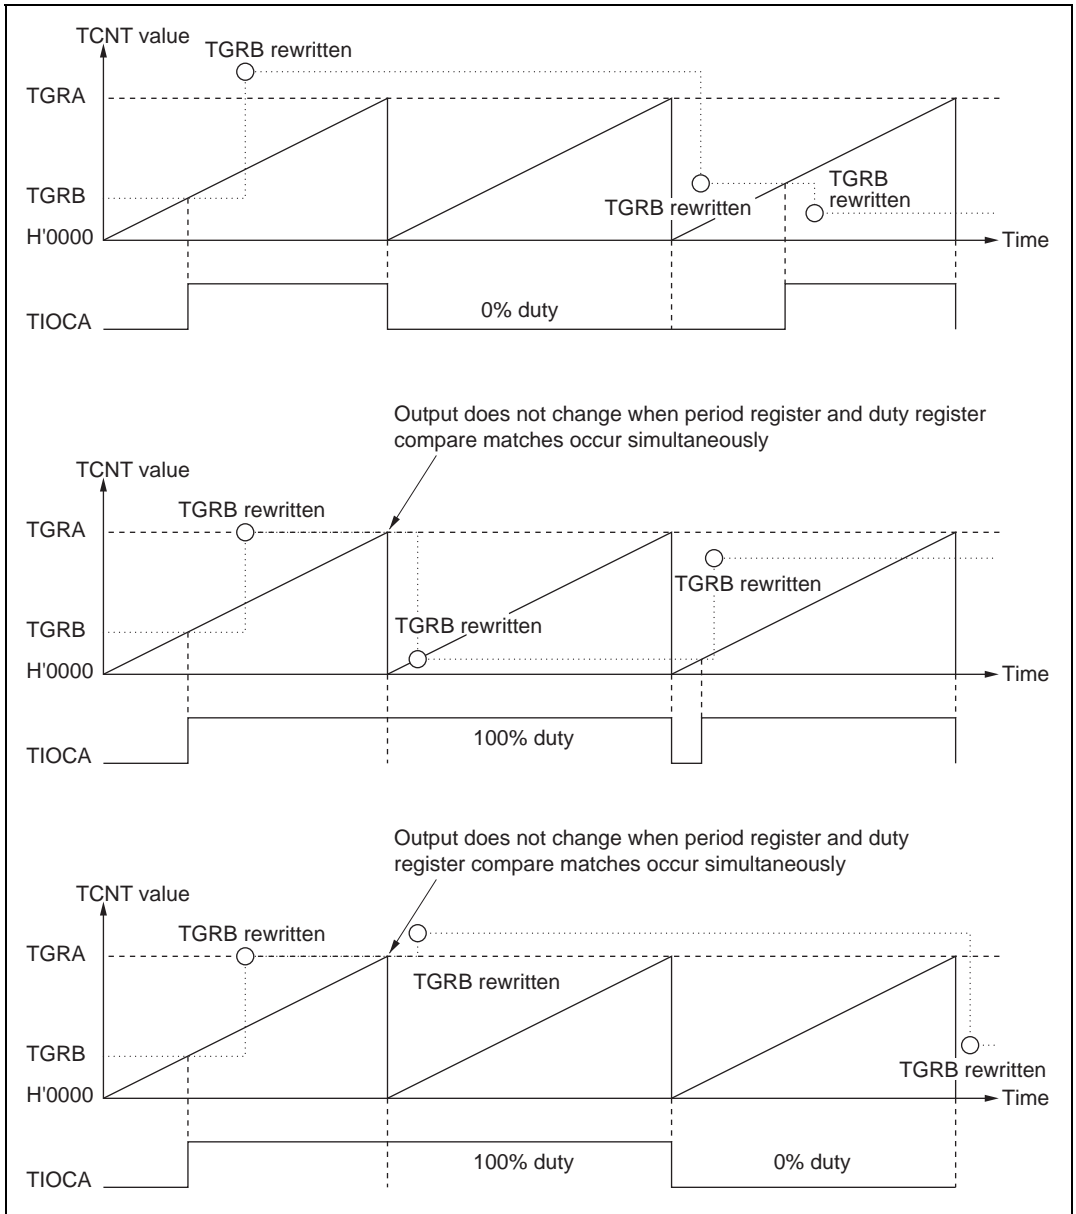 TCNT value
TGRB rewritten
TGRA
TGRB
TGRB rewritten
TGRB
rewritten
H'0000
Time
TIOCA
0% duty
Output does not change when period register and duty register
compare matches occur simultaneously
TCNT value
TGRB rewritten
TGRA
TGRB rewritten
TGRB
TGRB rewritten
H'0000
Time
TIOCA
100% duty
Output does not change when period register and duty
register compare matches occur simultaneously
TCNT value
TGRB rewritten
TGRA
TGRB rewritten
TGRB
TGRB rewritten
H'0000
Time
TIOCA
100% duty
0% duty